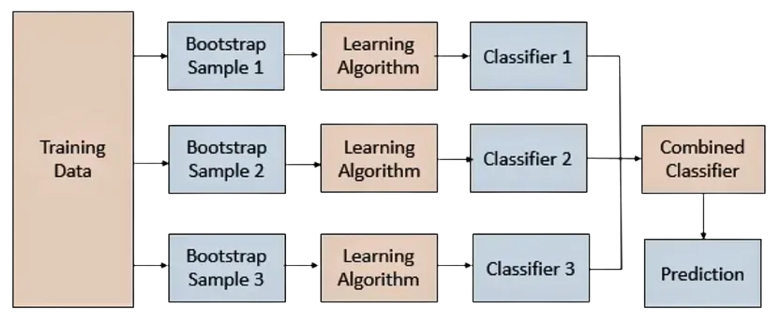 Training
Data
Bootstrap
Sample 1
Learning
Algorithm
Classifier 1
Bootstrap
Sample 2
Learning
Algorithm
Classifier 2
Bootstrap
Sample 3
Learning
Algorithm
Classifier 3
Combined
Classifier
Prediction